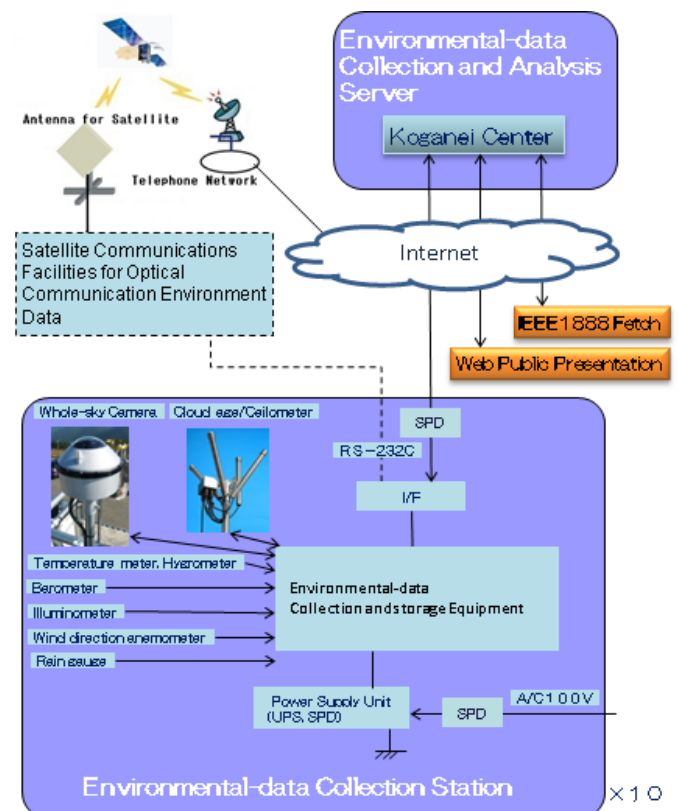 Environmental-data
Collection and Analysis
Server
Koganei Center
Antenna for Satellite
Telephone Network
Internet
Satellite Communications
Facilities for Optical
Communication Environment
Data
IEEE1888 Fetch
Web Public Presentation
Whole-sky Camera
Cloud age/Ceilometer
SPD
RS-232C
I/F
Temperature meter, Hygrometer
Barometer
Illuminometer
Wind direction anemometer
Rain gauge
Environmental-data
Collection and storage Equipment
Power Supply Unit
(UPS, SPD)
SPD
A/C100V
Environmental-data Collection Station
×10